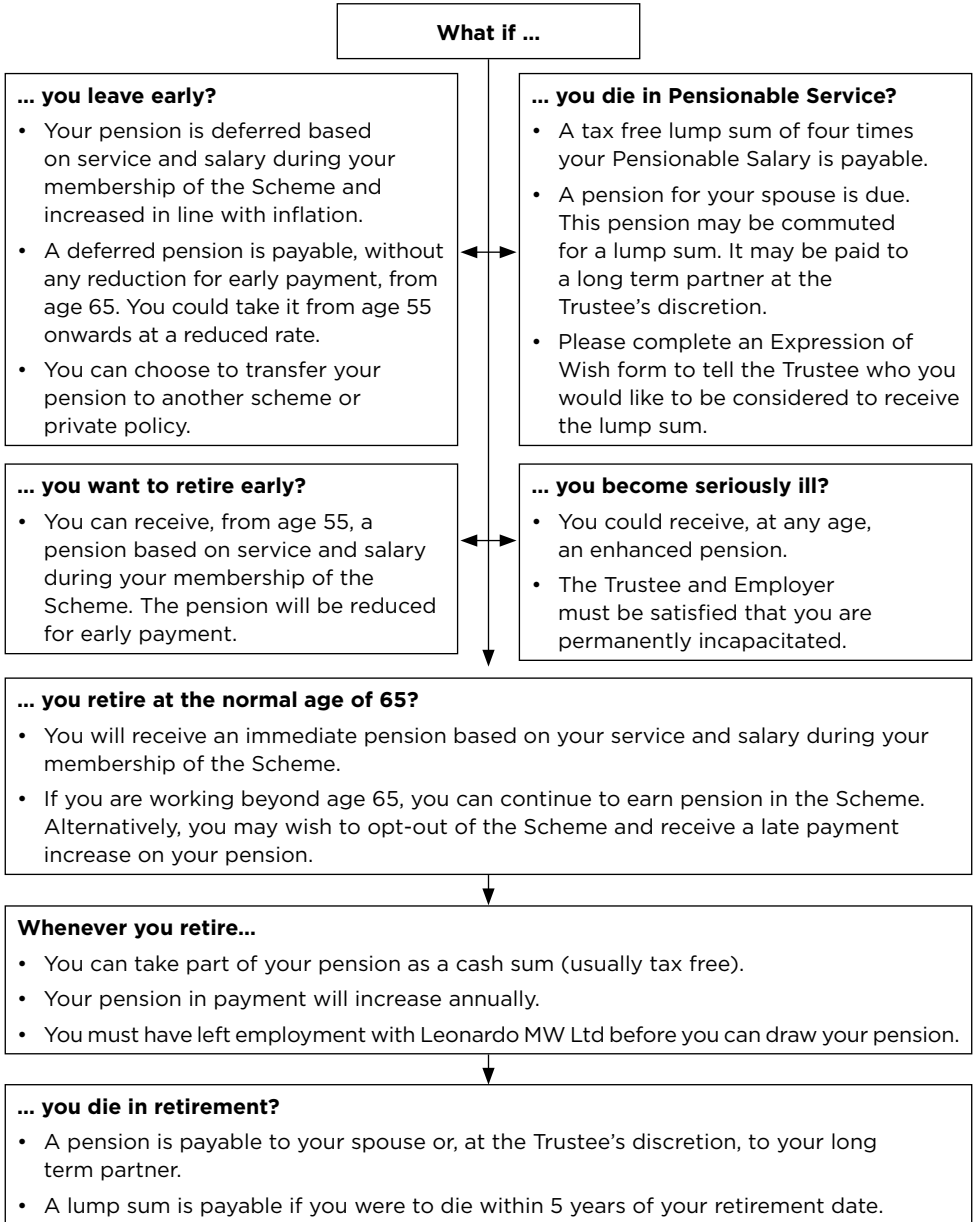 What if ...
... you leave early?
• Your pension is deferred based
on service and salary during your
membership of the Scheme and
increased in line with inflation.
• A deferred pension is payable, without
any reduction for early payment, from
age 65. You could take it from age 55
onwards at a reduced rate.
• You can choose to transfer your
pension to another scheme or
private policy.
... you die in Pensionable Service?
• A tax free lump sum of four times
your Pensionable Salary is payable.
• A pension for your spouse is due.
This pension may be commuted
for a lump sum. It may be paid to
a long term partner at the
Trustee’s discretion.
• Please complete an Expression of
Wish form to tell the Trustee who you
would like to be considered to receive
the lump sum.
... you want to retire early?
• You can receive, from age 55, a
pension based on service and salary
during your membership of the
Scheme. The pension will be reduced
for early payment.
... you become seriously ill?
• You could receive, at any age,
an enhanced pension.
• The Trustee and Employer
must be satisfied that you are
permanently incapacitated.
... you retire at the normal age of 65?
• You will receive an immediate pension based on your service and salary during your
membership of the Scheme.
• If you are working beyond age 65, you can continue to earn pension in the Scheme.
Alternatively, you may wish to opt-out of the Scheme and receive a late payment
increase on your pension.
Whenever you retire...
• You can take part of your pension as a cash sum (usually tax free).
• Your pension in payment will increase annually.
• You must have left employment with Leonardo MW Ltd before you can draw your pension.
... you die in retirement?
• A pension is payable to your spouse or, at the Trustee’s discretion, to your long
term partner.
• A lump sum is payable if you were to die within 5 years of your retirement date.